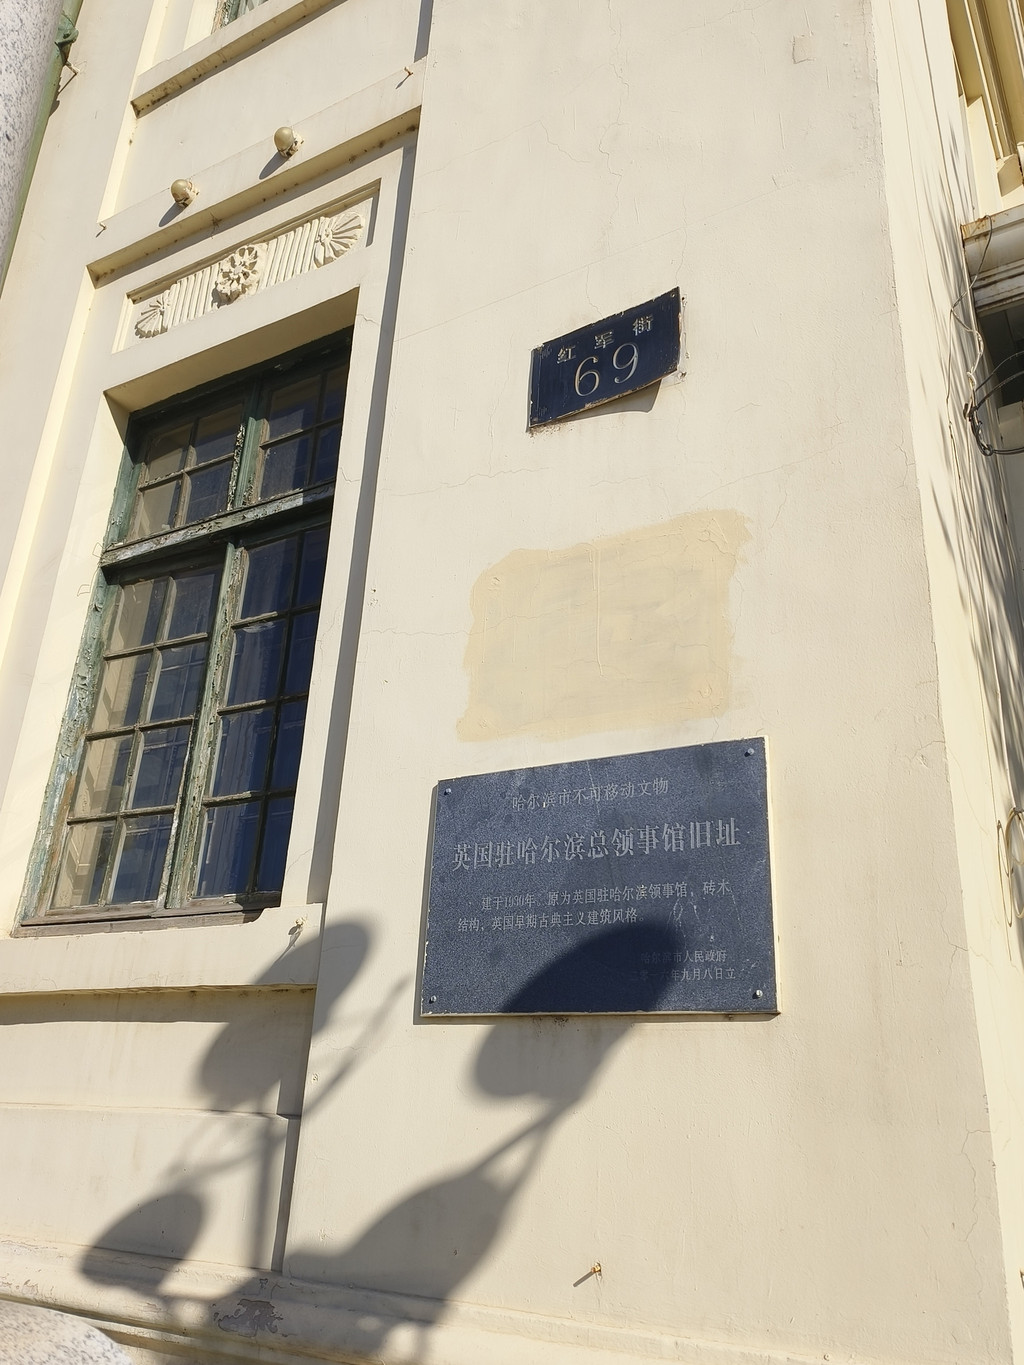 红军街
69
哈尔滨市不可移动文物
英国驻哈尔滨总领事馆旧址
建于1930年，原为英国驻哈尔滨领事馆，砖木
结构，英国早期古典主义建筑风格。
哈尔滨市人民政府
年九月八日立